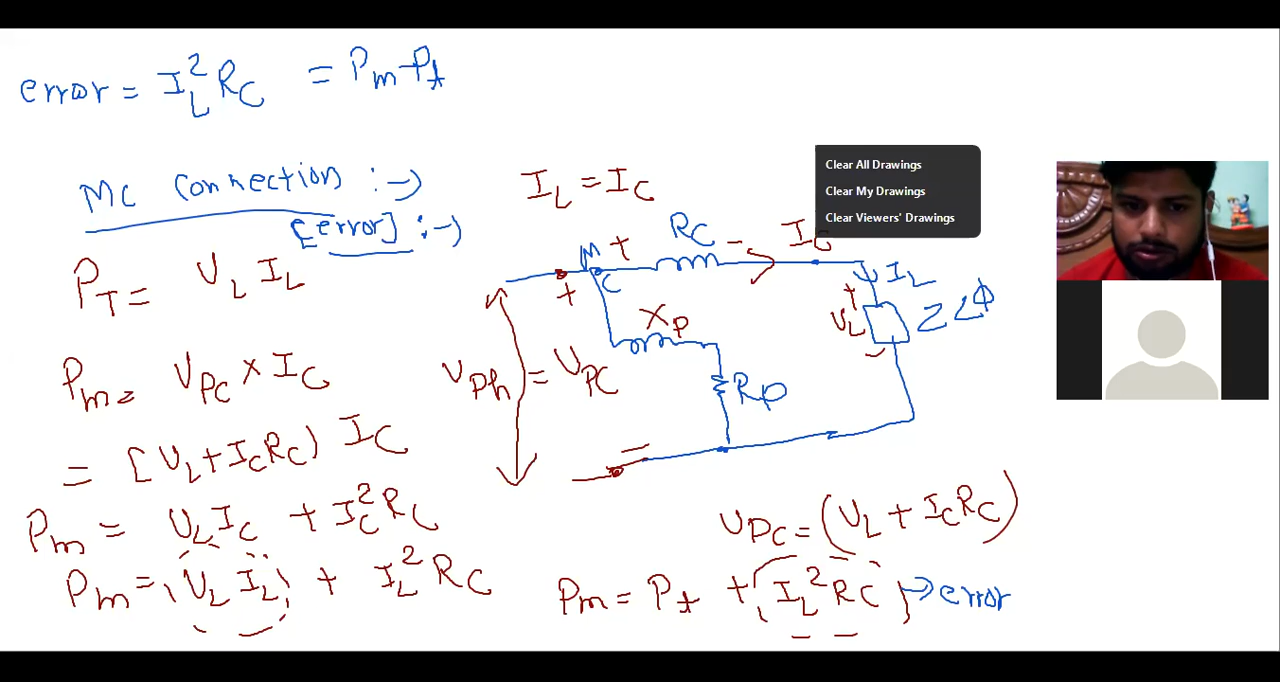 error = I_L^2 R_C = P_m - P_t
MC Connection :->
[error] :->
P_T = V_L I_L
P_m = V_PC × I_C
= [V_L + I_C R_C) I_C
P_m = V_L I_C + I_C^2 R_C
P_m = (V_L I_L) + I_L^2 R_C
I_L = I_C
Clear All Drawings
Clear My Drawings
Clear Viewers' Drawings
M + R_C - I_C
+ C
I_L
X_P
+ V_L -
Z∠Φ
V_Ph = V_PC
R_P
V_PC = (V_L + I_C R_C)
P_m = P_t + (I_L^2 R_C) -> error